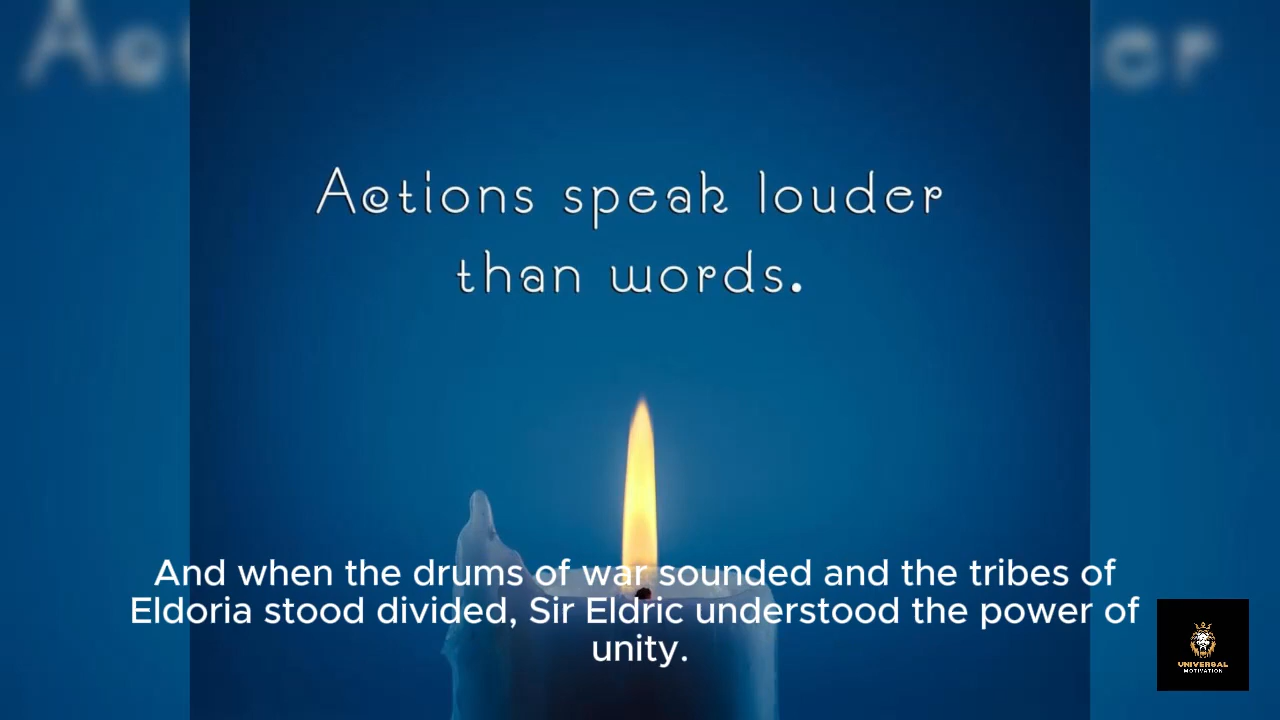 Actions speak louder
than words.
And when the drums of war sounded and the tribes of
Eldoria stood divided, Sir Eldric understood the power of
unity.
UNIVERSAL
MOTIVATION